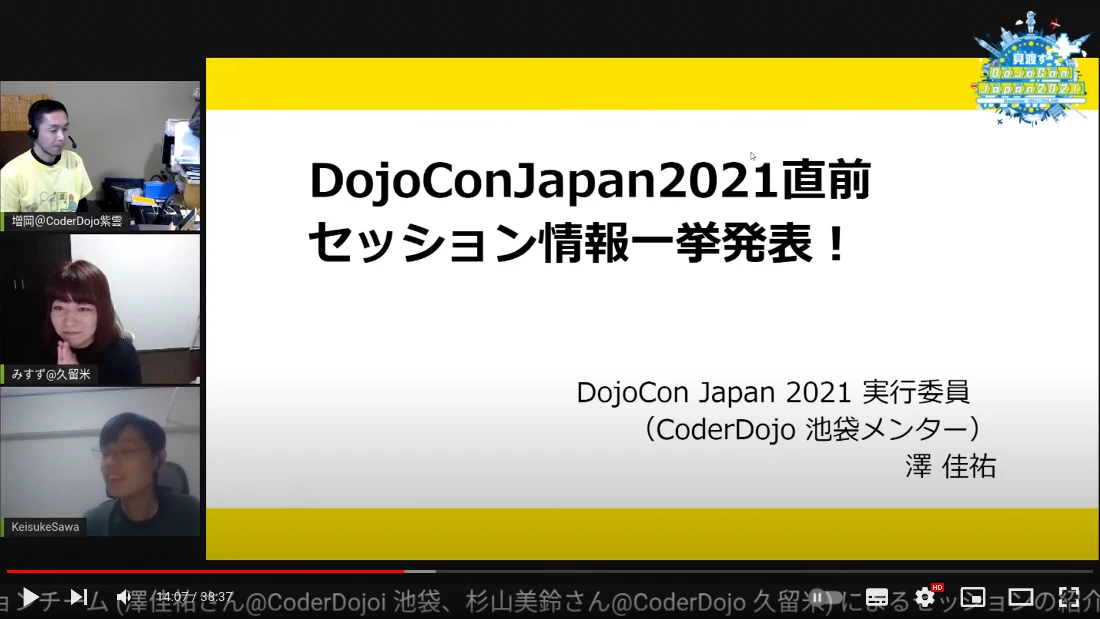 見渡す
DojoCon
Japan2021
増岡@CoderDojo紫雲
みすず@久留米
KeisukeSawa
DojoConJapan2021直前
セッション情報一挙発表！
DojoCon Japan 2021 実行委員
（CoderDojo 池袋メンター）
澤 佳祐
14:07 / 38:37
HD
ョンチーム (澤佳祐さん@CoderDojoi 池袋、杉山美鈴さん@CoderDojo 久留米) によるセッションの紹介